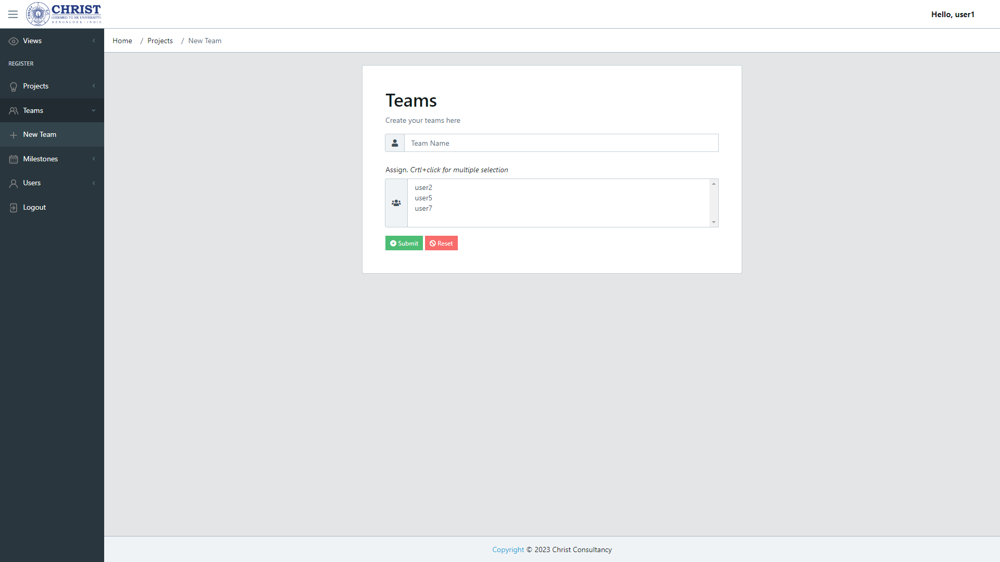 CHRIST
(DEEMED TO BE UNIVERSITY)
BANGALORE · INDIA
Hello, user1
Views
Home / Projects / New Team
REGISTER
Projects
Teams
New Team
Milestones
Users
Logout
Teams
Create your teams here
Team Name
Assign. Crtl+click for multiple selection
user2
user5
user7
Submit Reset
Copyright © 2023 Christ Consultancy